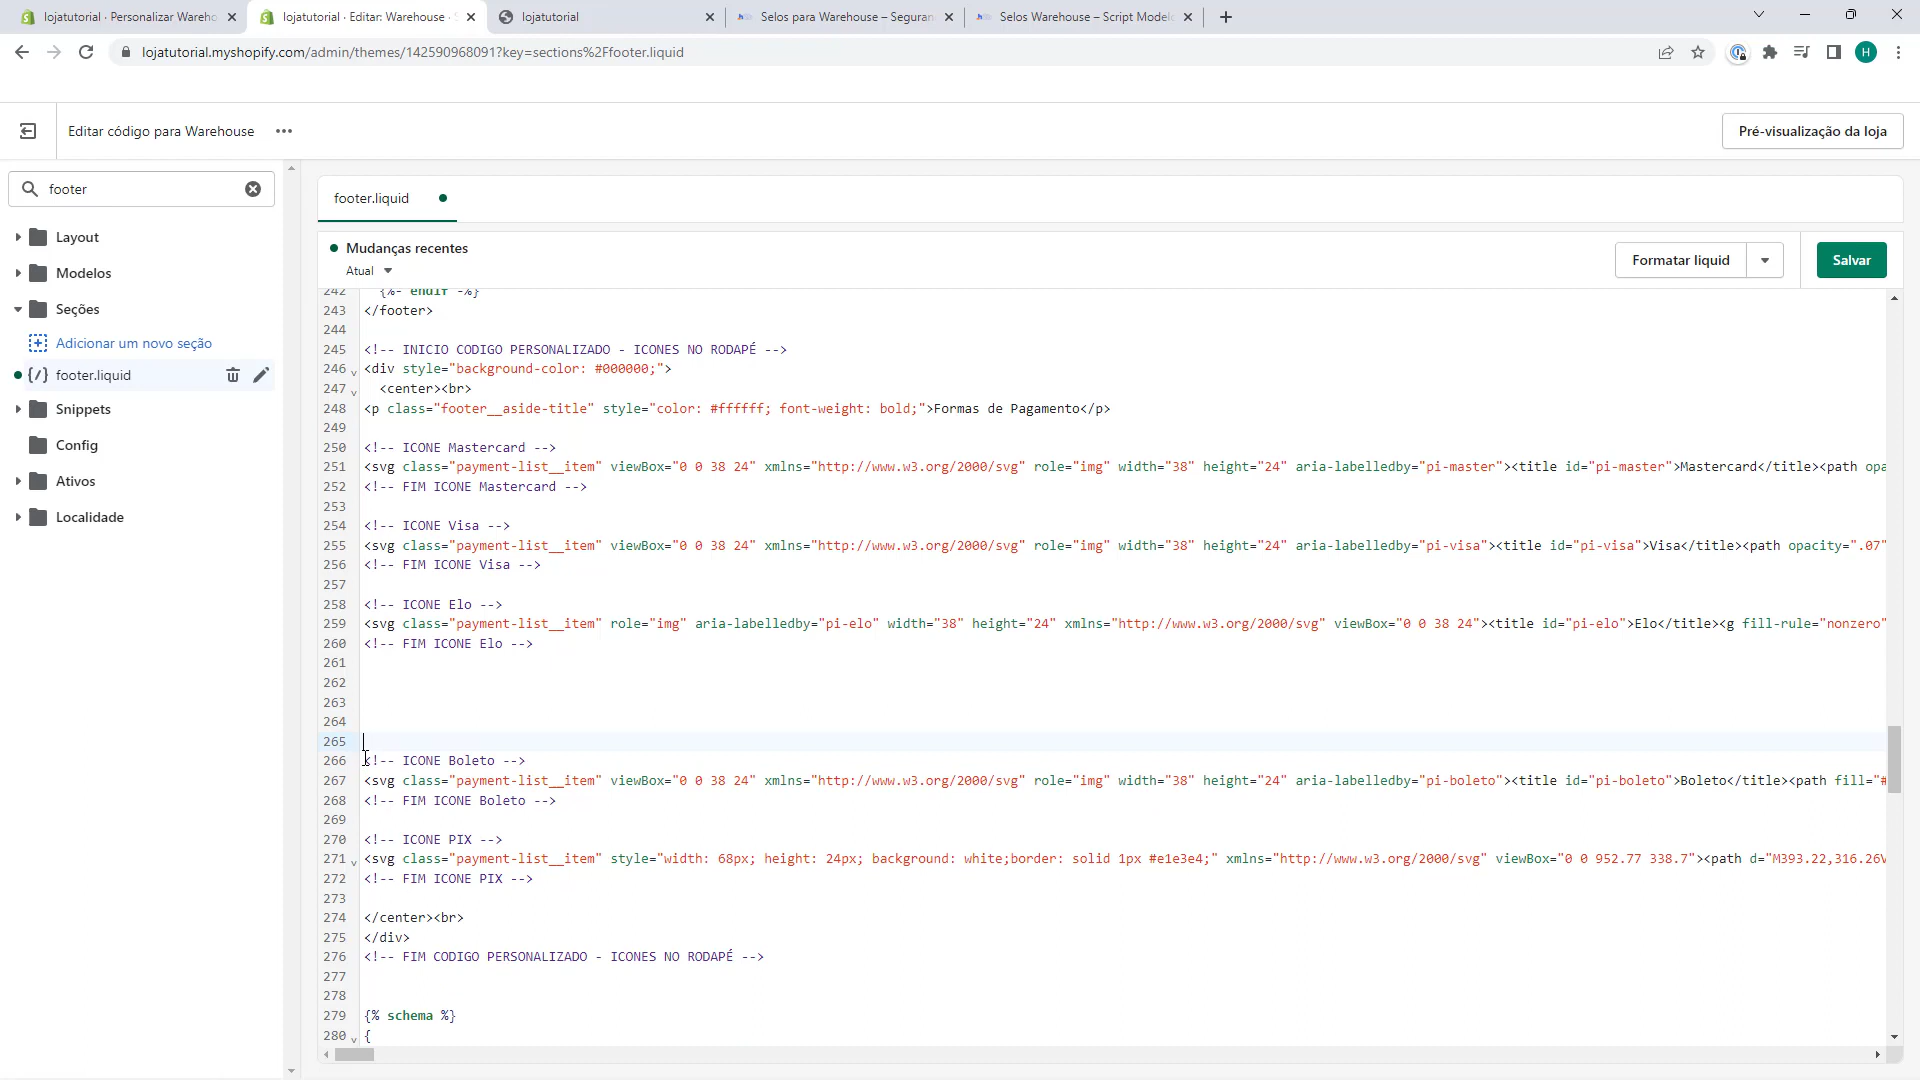 lojatutorial · Personalizar Wareho
lojatutorial · Editar: Warehouse · S
lojatutorial
Selos para Warehouse – Seguran
Selos Warehouse – Script Model
lojatutorial.myshopify.com/admin/themes/142590968091?key=sections%2Ffooter.liquid
H
Editar código para Warehouse
Pré-visualização da loja
footer
Layout
Modelos
Seções
Adicionar um novo seção
{/} footer.liquid
Snippets
Config
Ativos
Localidade
footer.liquid
Mudanças recentes
Atual
Formatar liquid
Salvar
242 {%- endif -%}
243 </footer>
244
245 <!-- INICIO CODIGO PERSONALIZADO - ICONES NO RODAPÉ -->
246 <div style="background-color: #000000;">
247 <center><br>
248 <p class="footer__aside-title" style="color: #ffffff; font-weight: bold;">Formas de Pagamento</p>
249
250 <!-- ICONE Mastercard -->
251 <svg class="payment-list__item" viewBox="0 0 38 24" xmlns="http://www.w3.org/2000/svg" role="img" width="38" height="24" aria-labelledby="pi-master"><title id="pi-master">Mastercard</title><path opa
252 <!-- FIM ICONE Mastercard -->
253
254 <!-- ICONE Visa -->
255 <svg class="payment-list__item" viewBox="0 0 38 24" xmlns="http://www.w3.org/2000/svg" role="img" width="38" height="24" aria-labelledby="pi-visa"><title id="pi-visa">Visa</title><path opacity=".07"
256 <!-- FIM ICONE Visa -->
257
258 <!-- ICONE Elo -->
259 <svg class="payment-list__item" role="img" aria-labelledby="pi-elo" width="38" height="24" xmlns="http://www.w3.org/2000/svg" viewBox="0 0 38 24"><title id="pi-elo">Elo</title><g fill-rule="nonzero"
260 <!-- FIM ICONE Elo -->
261
262
263
264
265
266 <!-- ICONE Boleto -->
267 <svg class="payment-list__item" viewBox="0 0 38 24" xmlns="http://www.w3.org/2000/svg" role="img" width="38" height="24" aria-labelledby="pi-boleto"><title id="pi-boleto">Boleto</title><path fill="#
268 <!-- FIM ICONE Boleto -->
269
270 <!-- ICONE PIX -->
271 <svg class="payment-list__item" style="width: 68px; height: 24px; background: white;border: solid 1px #e1e3e4;" xmlns="http://www.w3.org/2000/svg" viewBox="0 0 952.77 338.7"><path d="M393.22,316.26V
272 <!-- FIM ICONE PIX -->
273
274 </center><br>
275 </div>
276 <!-- FIM CODIGO PERSONALIZADO - ICONES NO RODAPÉ -->
277
278
279 {% schema %}
280 {